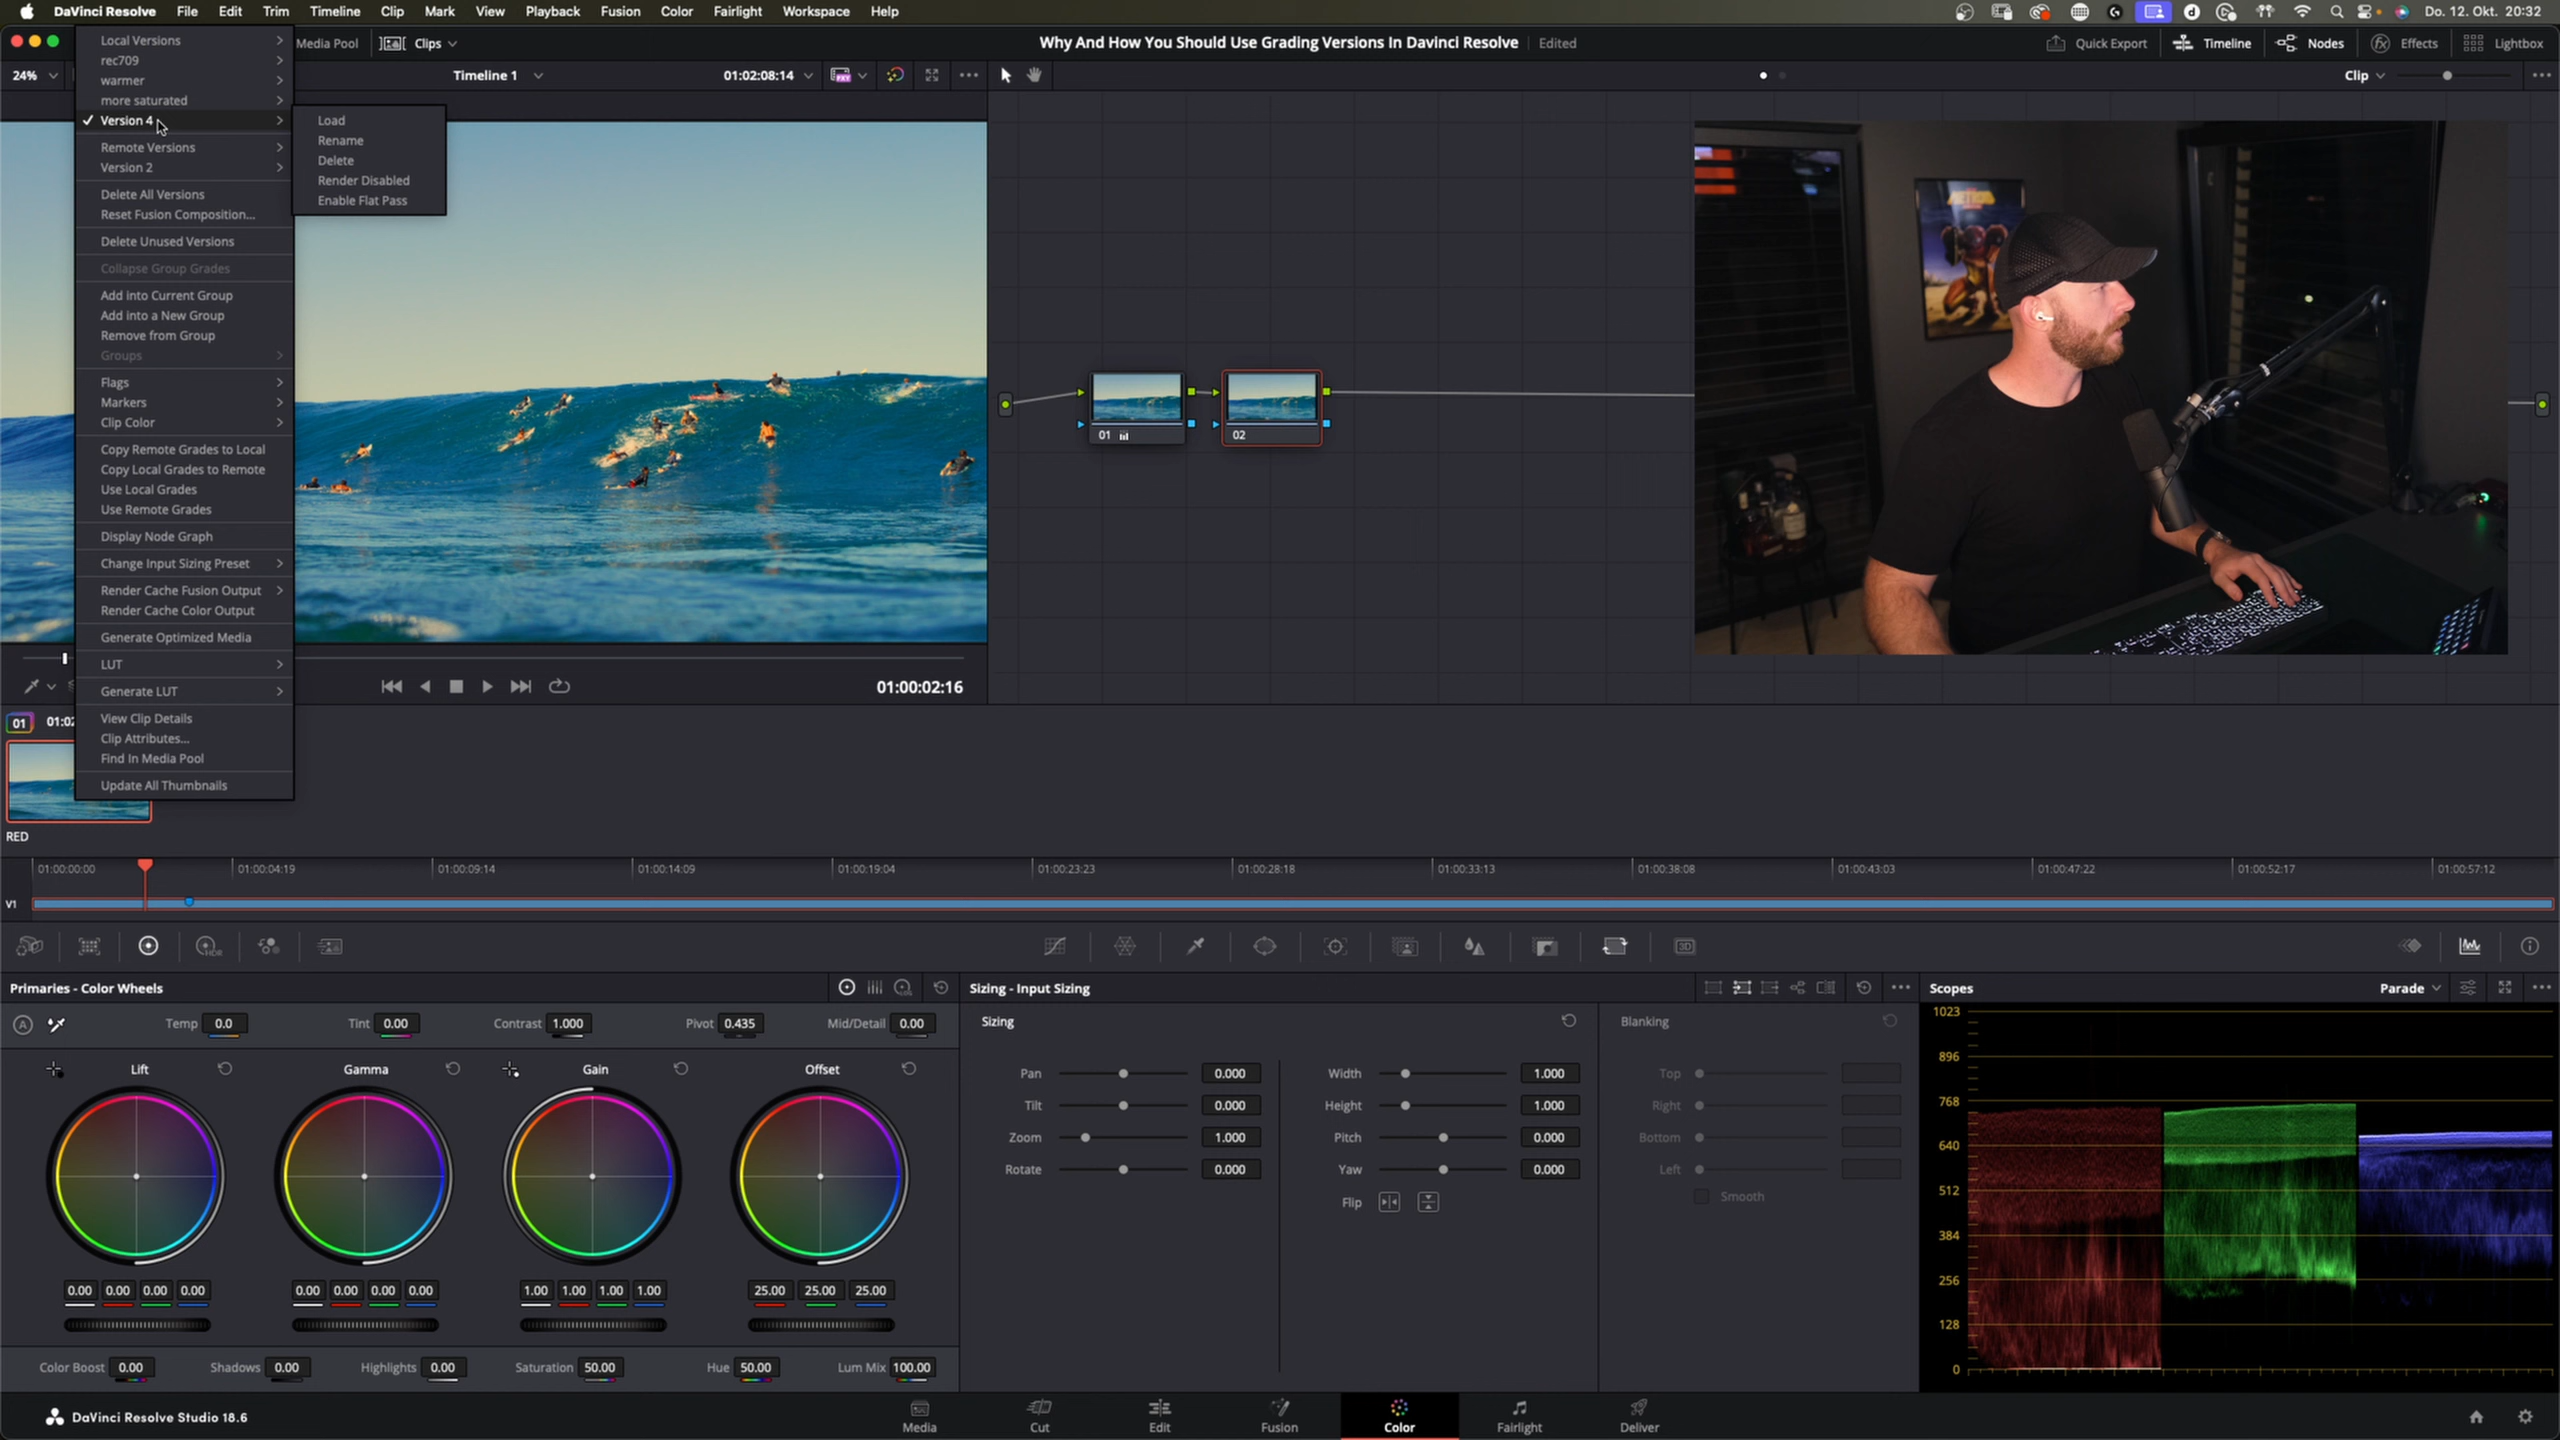 DaVinci Resolve File Edit Trim Timeline Clip Mark View Playback Fusion Color Fairlight Workspace Help Do. 12. Okt. 20:32
Media Pool Clips Why And How You Should Use Grading Versions In Davinci Resolve Edited Quick Export Timeline Nodes Effects Lightbox
24% Timeline 1 01:02:08:14 Clip
Local Versions
rec709
warmer
more saturated
Version 4
Remote Versions
Version 2
Delete All Versions
Reset Fusion Composition...
Delete Unused Versions
Collapse Group Grades
Add into Current Group
Add into a New Group
Remove from Group
Groups
Flags
Markers
Clip Color
Copy Remote Grades to Local
Copy Local Grades to Remote
Use Local Grades
Use Remote Grades
Display Node Graph
Change Input Sizing Preset
Render Cache Fusion Output
Render Cache Color Output
Generate Optimized Media
LUT
Generate LUT
View Clip Details
Clip Attributes...
Find In Media Pool
Update All Thumbnails
Load
Rename
Delete
Render Disabled
Enable Flat Pass
01
02
METROID
01:00:02:16
01 01:02
RED
01:00:00:00 01:00:04:19 01:00:09:14 01:00:14:09 01:00:19:04 01:00:23:23 01:00:28:18 01:00:33:13 01:00:38:08 01:00:43:03 01:00:47:22 01:00:52:17 01:00:57:12
V1
HDR 3D
Primaries - Color Wheels
LOG
A Temp 0.0 Tint 0.00 Contrast 1.000 Pivot 0.435 Mid/Detail 0.00
Lift Gamma Gain Offset
0.00 0.00 0.00 0.00 0.00 0.00 0.00 0.00 1.00 1.00 1.00 1.00 25.00 25.00 25.00
Color Boost 0.00 Shadows 0.00 Highlights 0.00 Saturation 50.00 Hue 50.00 Lum Mix 100.00
Sizing - Input Sizing
Sizing
Pan 0.000 Width 1.000
Tilt 0.000 Height 1.000
Zoom 1.000 Pitch 0.000
Rotate 0.000 Yaw 0.000
Flip
Blanking
Top
Right
Bottom
Left
Smooth
Scopes Parade
1023
896
768
640
512
384
256
128
0
DaVinci Resolve Studio 18.6
Media Cut Edit Fusion Color Fairlight Deliver